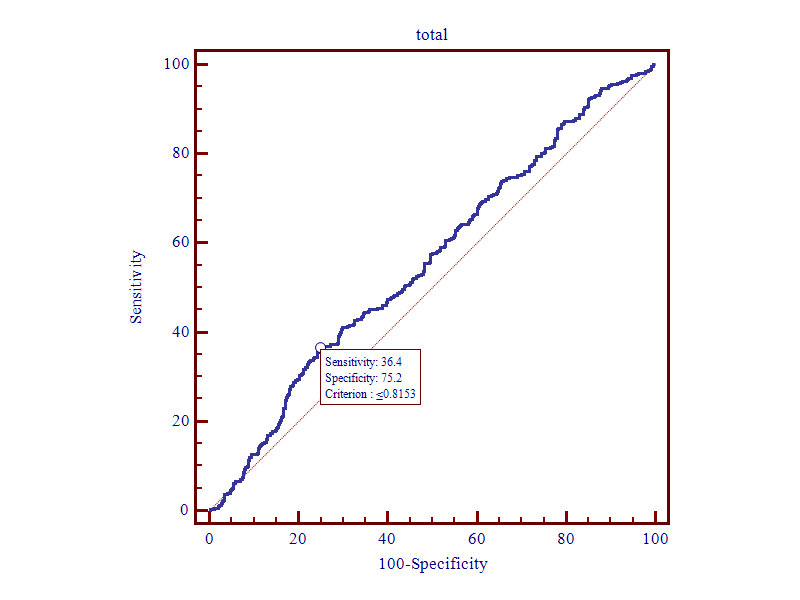 total
100
80
60
40
20
0
Sensitivity
Sensitivity: 36.4
Specificity: 75.2
Criterion : ≤0.8153
0 20 40 60 80 100
100-Specificity